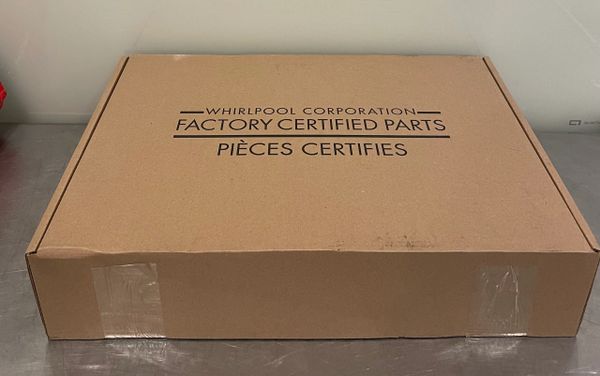 WHIRLPOOL CORPORATION
FACTORY CERTIFIED PARTS
PIÈCES CERTIFIES